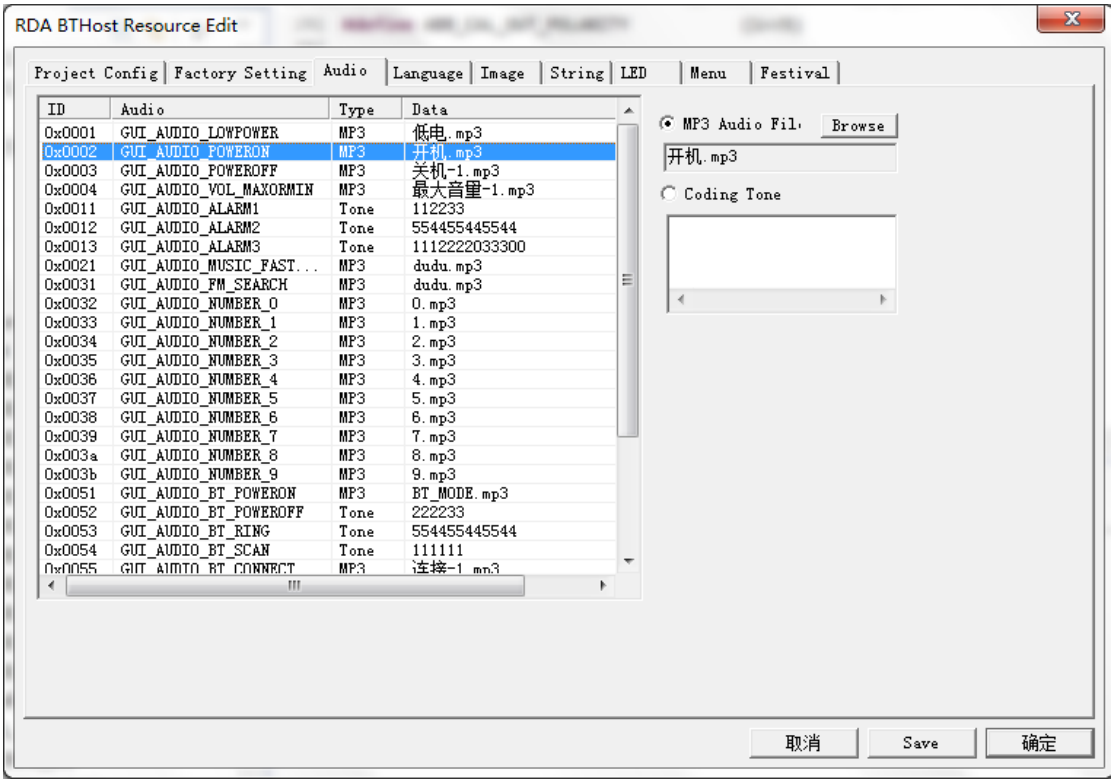 RDA BTHost Resource Edit
Project Config Factory Setting Audio Language Image String LED Menu Festival
ID Audio Type Data
0x0001 GUI_AUDIO_LOWPOWER MP3 低电.mp3
0x0002 GUI_AUDIO_POWERON MP3 开机.mp3
0x0003 GUI_AUDIO_POWEROFF MP3 关机-1.mp3
0x0004 GUI_AUDIO_VOL_MAXORMIN MP3 最大音量-1.mp3
0x0011 GUI_AUDIO_ALARM1 Tone 112233
0x0012 GUI_AUDIO_ALARM2 Tone 554455445544
0x0013 GUI_AUDIO_ALARM3 Tone 1112222033300
0x0021 GUI_AUDIO_MUSIC_FAST... MP3 dudu.mp3
0x0031 GUI_AUDIO_FM_SEARCH MP3 dudu.mp3
0x0032 GUI_AUDIO_NUMBER_0 MP3 0.mp3
0x0033 GUI_AUDIO_NUMBER_1 MP3 1.mp3
0x0034 GUI_AUDIO_NUMBER_2 MP3 2.mp3
0x0035 GUI_AUDIO_NUMBER_3 MP3 3.mp3
0x0036 GUI_AUDIO_NUMBER_4 MP3 4.mp3
0x0037 GUI_AUDIO_NUMBER_5 MP3 5.mp3
0x0038 GUI_AUDIO_NUMBER_6 MP3 6.mp3
0x0039 GUI_AUDIO_NUMBER_7 MP3 7.mp3
0x003a GUI_AUDIO_NUMBER_8 MP3 8.mp3
0x003b GUI_AUDIO_NUMBER_9 MP3 9.mp3
0x0051 GUI_AUDIO_BT_POWERON MP3 BT_MODE.mp3
0x0052 GUI_AUDIO_BT_POWEROFF Tone 222233
0x0053 GUI_AUDIO_BT_RING Tone 554455445544
0x0054 GUI_AUDIO_BT_SCAN Tone 111111
0x0055 GUI_AUDIO_BT_CONNECT MP3 连接-1.mp3
MP3 Audio Fil Browse
开机.mp3
Coding Tone
取消 Save 确定